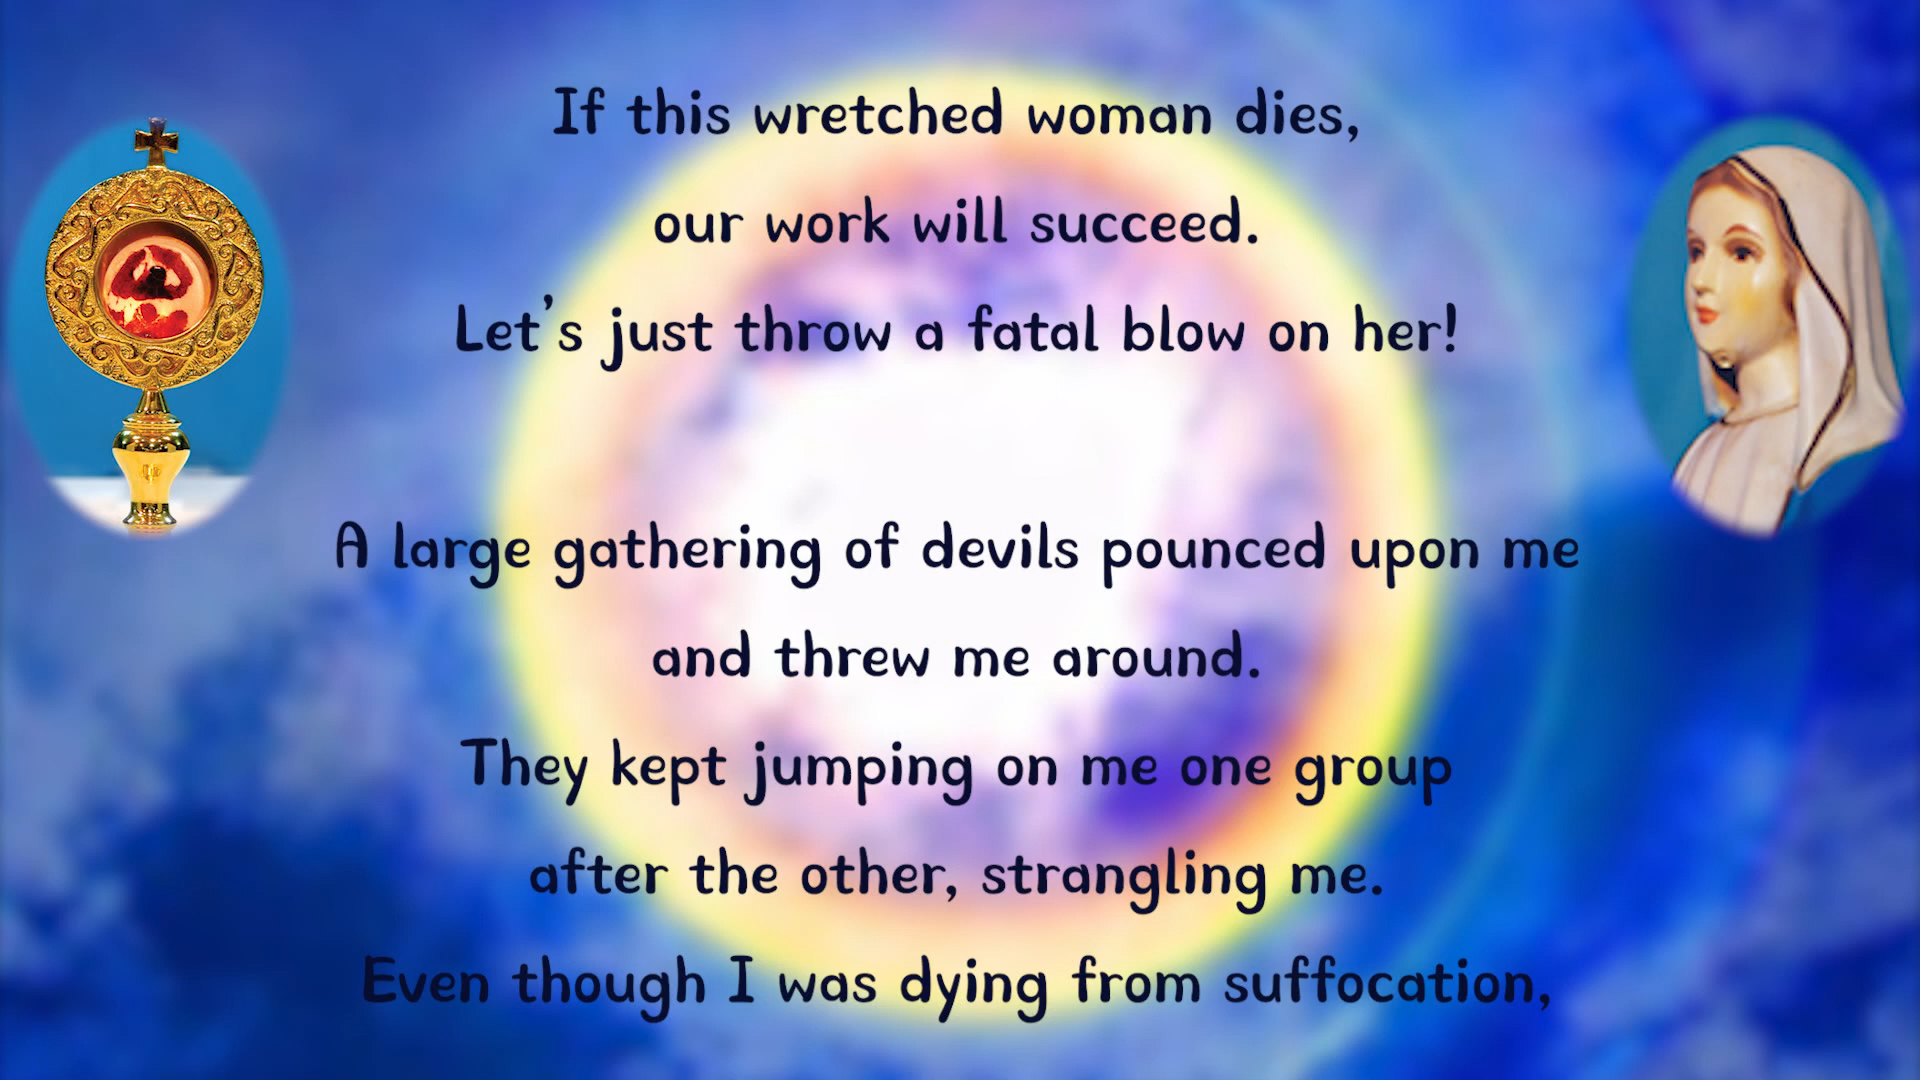 If this wretched woman dies,
our work will succeed.
Let's just throw a fatal blow on her!
A large gathering of devils pounced upon me
and threw me around.
They kept jumping on me one group
after the other, strangling me.
Even though I was dying from suffocation,